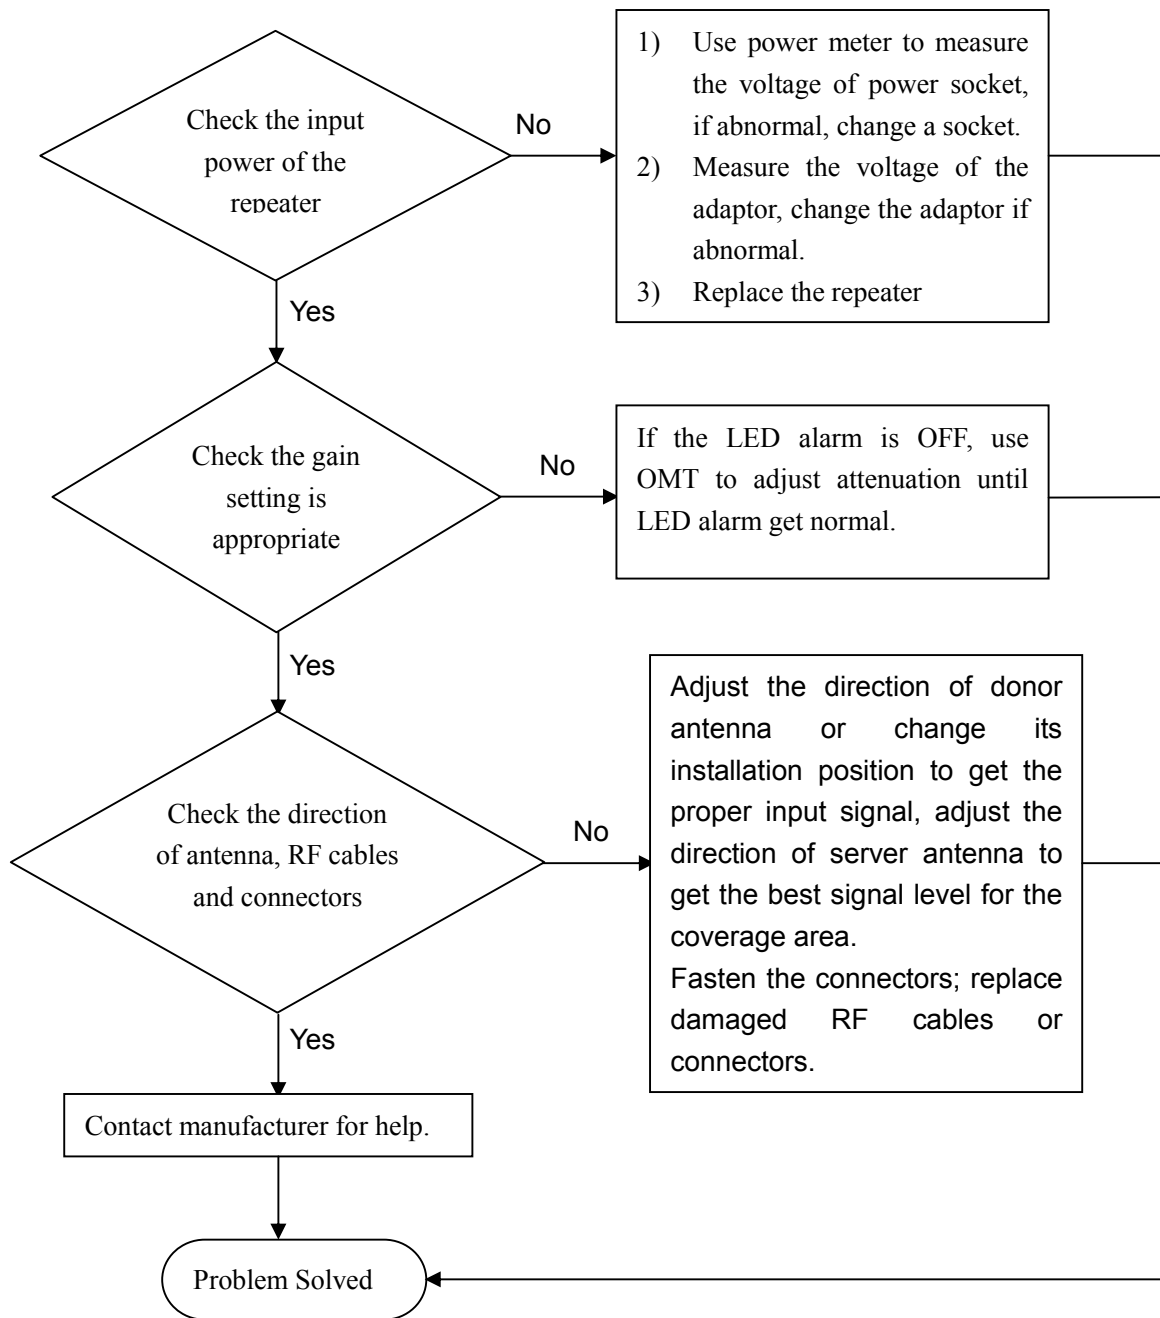 Check the input
power of the
repeater
No
1) Use power meter to measure
the voltage of power socket,
if abnormal, change a socket.
2) Measure the voltage of the
adaptor, change the adaptor if
abnormal.
3) Replace the repeater
Yes
Check the gain
setting is
appropriate
No
If the LED alarm is OFF, use
OMT to adjust attenuation until
LED alarm get normal.
Yes
Check the direction
of antenna, RF cables
and connectors
No
Adjust the direction of donor
antenna or change its
installation position to get the
proper input signal, adjust the
direction of server antenna to
get the best signal level for the
coverage area.
Fasten the connectors; replace
damaged RF cables or
connectors.
Yes
Contact manufacturer for help.
Problem Solved